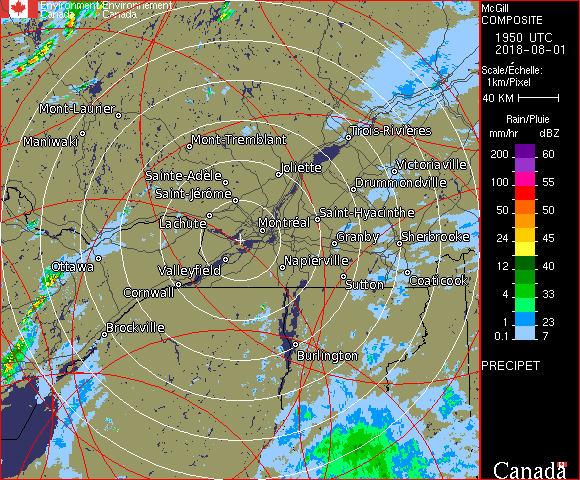 Environment Environnement
Canada Canada
McGill
COMPOSITE
1950 UTC
2018-08-01
Scale/Échelle:
1km/Pixel
40 KM
Rain/Pluie
mm/hr dBZ
200 60
100 55
50 50
24 45
12 40
4 33
1 23
0.1 7
PRECIPET
Canada
Mont-Laurier
Maniwaki
Mont-Tremblant
Trois-Rivières
Sainte-Adèle
Joliette
Victoriaville
Saint-Jérôme
Drummondville
Lachute
Montréal
Saint-Hyacinthe
Granby
Sherbrooke
Ottawa
Valleyfield
Napierville
Cornwall
Sutton
Coaticook
Brockville
Burlington